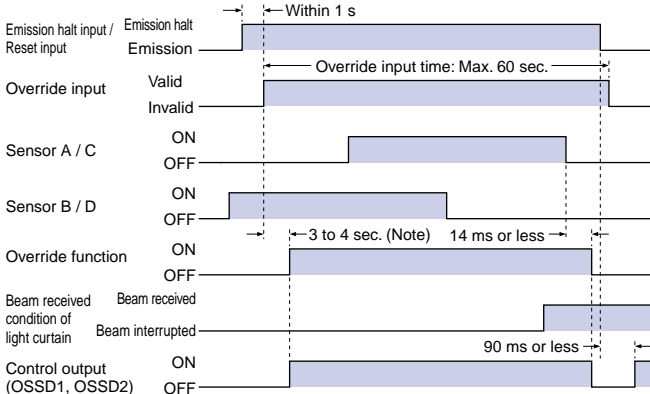 Within 1 s
Emission halt input /
Reset input
Emission halt
Emission
Override input time: Max. 60 sec.
Override input
Valid
Invalid
Sensor A / C
ON
OFF
Sensor B / D
ON
OFF
3 to 4 sec. (Note)
14 ms or less
Override function
ON
OFF
Beam received
condition of
light curtain
Beam received
Beam interrupted
90 ms or less
Control output
(OSSD1, OSSD2)
ON
OFF